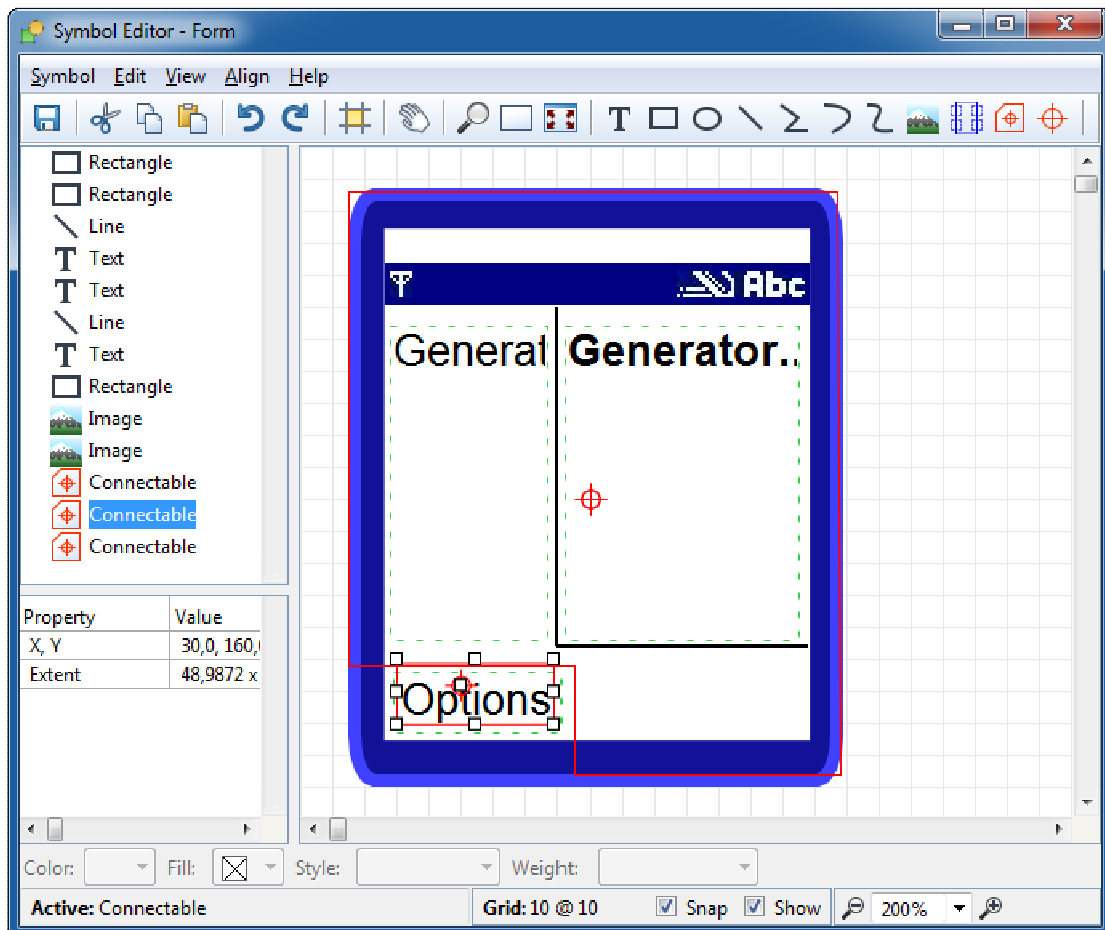 Symbol Editor - Form
Symbol Edit View Align Help
T
Rectangle
Rectangle
Line
T Text
T Text
Line
T Text
Rectangle
Image
Image
Connectable
Connectable
Connectable
Abc
Generat
Generator..
Options
Property Value
X, Y 30,0, 160,
Extent 48,9872 x
Color: Fill: Style: Weight:
Active: Connectable Grid: 10 @ 10 Snap Show 200%